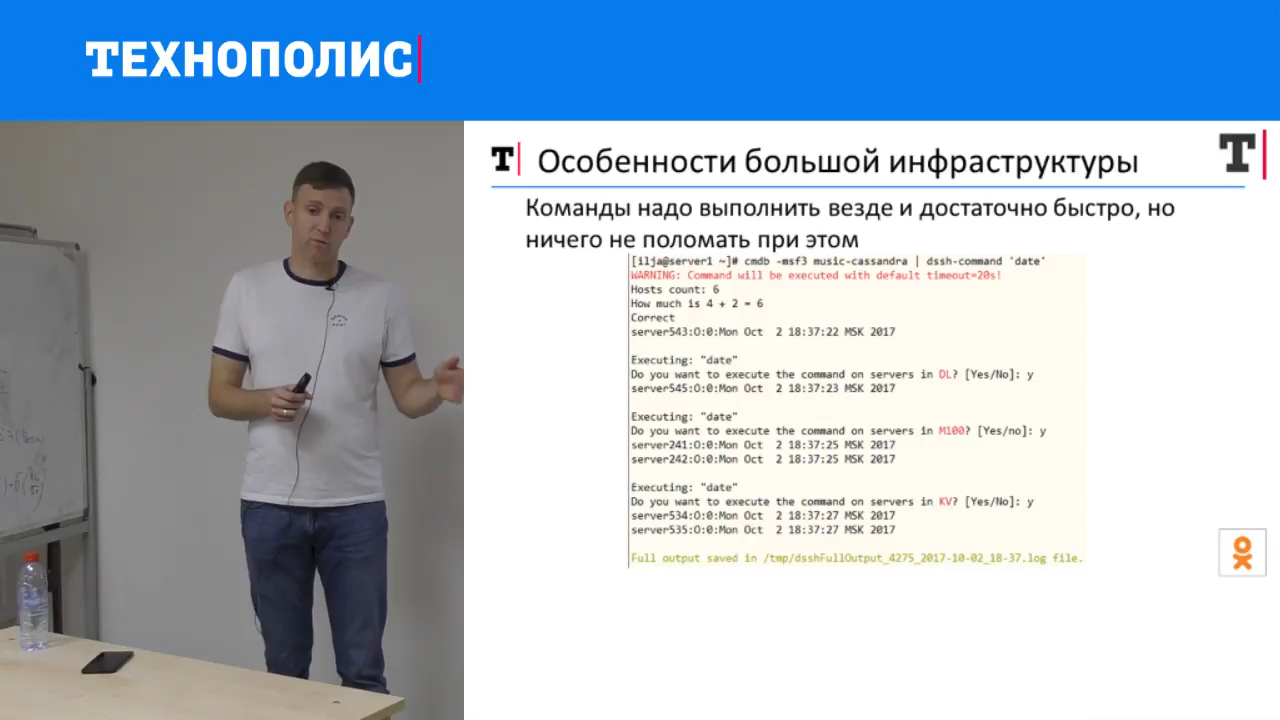 ТЕХНОПОЛИС
Т Особенности большой инфраструктуры
Т
Команды надо выполнить везде и достаточно быстро, но
ничего не поломать при этом
[ilja@server1 ~]# cmdb -msf3 music-cassandra | dssh-command 'date'
WARNING: Command will be executed with default timeout=20s!
Hosts count: 6
How much is 4 + 2 = 6
Correct
server543:0:0:Mon Oct  2 18:37:22 MSK 2017
Executing: "date"
Do you want to execute the command on servers in DL? [Yes/No]: y
server545:0:0:Mon Oct  2 18:37:23 MSK 2017
Executing: "date"
Do you want to execute the command on servers in M100? [Yes/no]: y
server241:0:0:Mon Oct  2 18:37:25 MSK 2017
server242:0:0:Mon Oct  2 18:37:25 MSK 2017
Executing: "date"
Do you want to execute the command on servers in KV? [Yes/No]: y
server534:0:0:Mon Oct  2 18:37:27 MSK 2017
server535:0:0:Mon Oct  2 18:37:27 MSK 2017
Full output saved in /tmp/dsshFullOutput_4275_2017-10-02_18-37.log file.